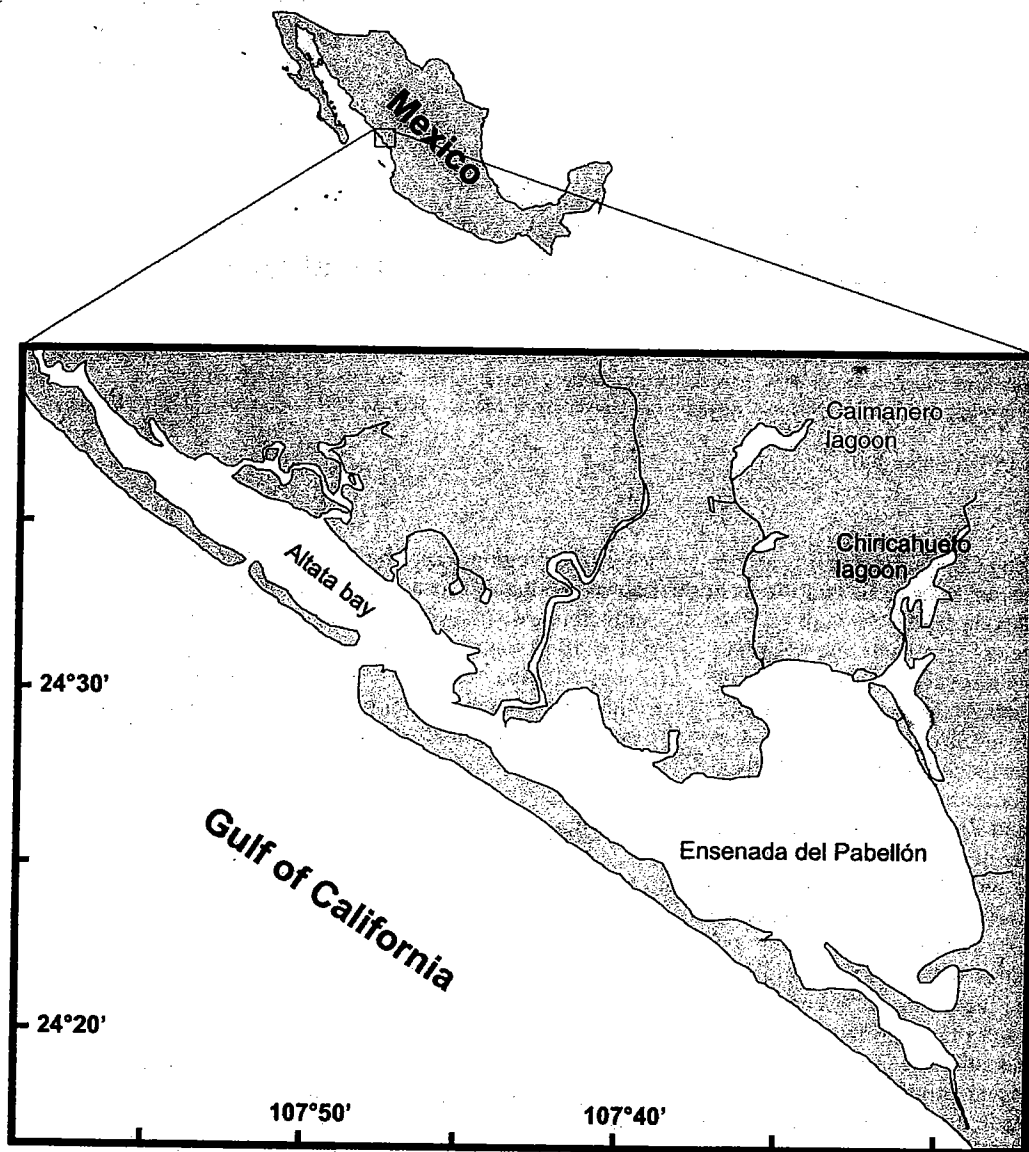 Mexico
Caimanero
lagoon
Chiricahueto
lagoon
Altata bay
24°30'
Ensenada del Pabellón
Gulf of California
24°20'
107°50'
107°40'